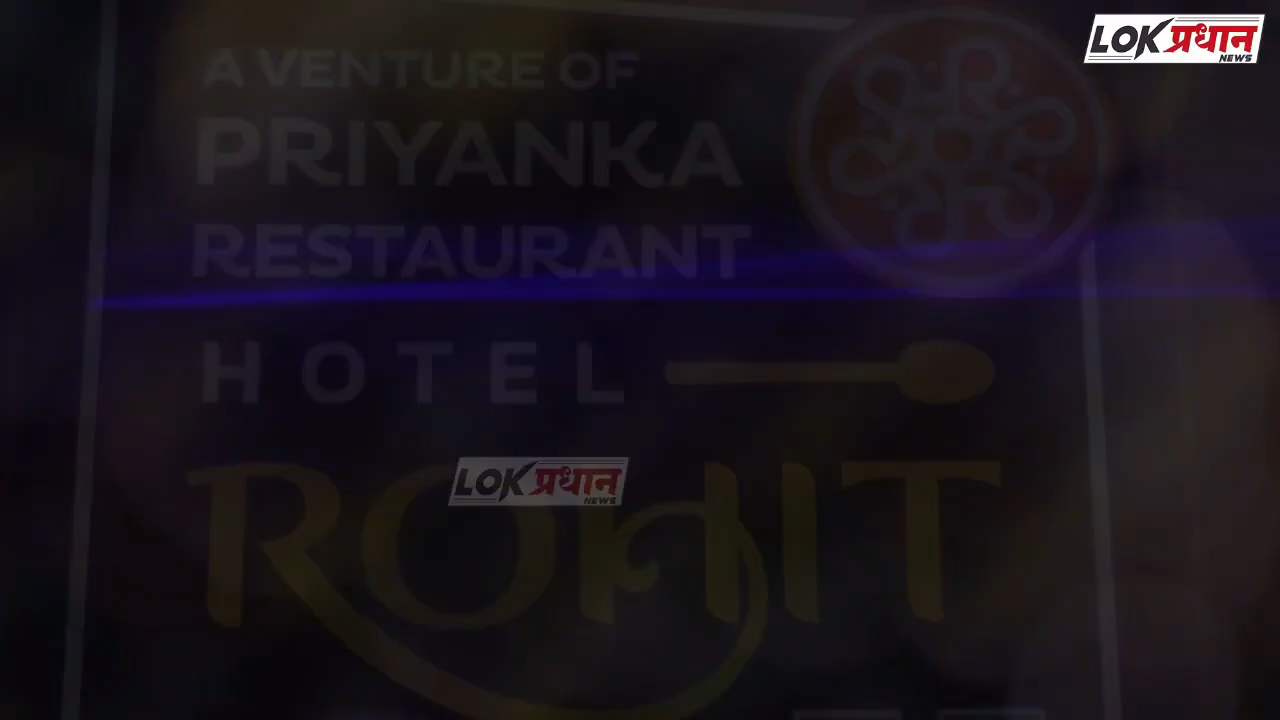 LOK प्रधान
NEWS
A VENTURE OF
PRIYANKA
RESTAURANT
HOTEL
ROHIT
LOK प्रधान
NEWS